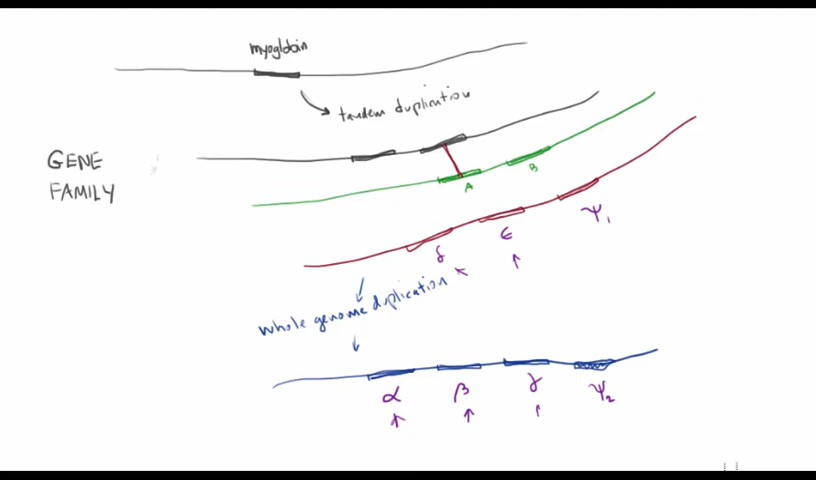 myoglobin
tandem duplication
GENE
FAMILY
A
B
δ
ϵ
Ψ1
whole genome duplication
α
β
γ
Ψ2